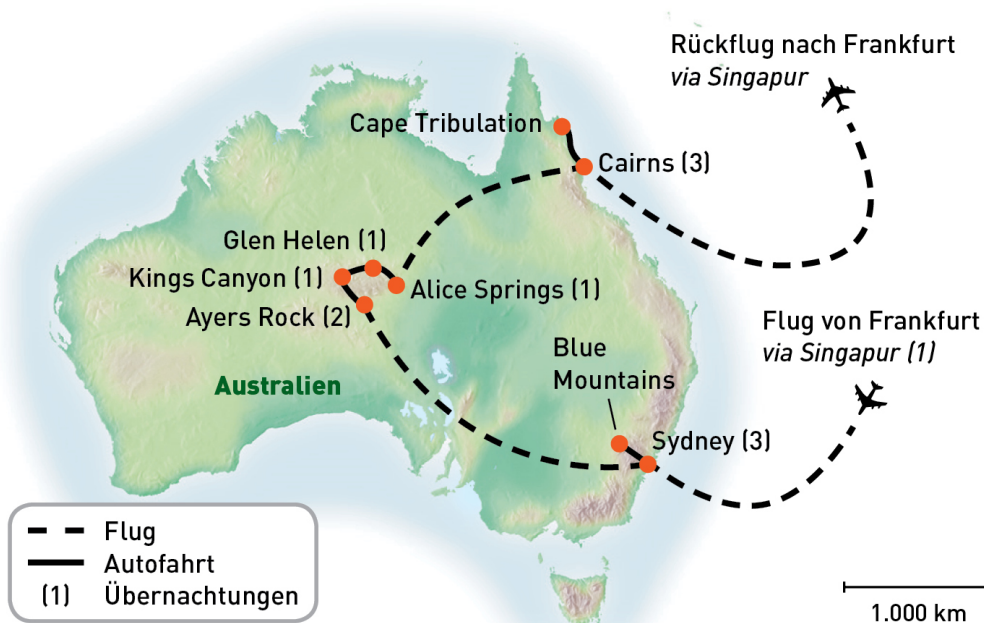 Rückflug nach Frankfurt
via Singapur
Cape Tribulation
Cairns (3)
Glen Helen (1)
Kings Canyon (1)
Alice Springs (1)
Ayers Rock (2)
Flug von Frankfurt
via Singapur (1)
Blue
Mountains
Australien
Sydney (3)
Flug
Autofahrt
(1) Übernachtungen
1.000 km